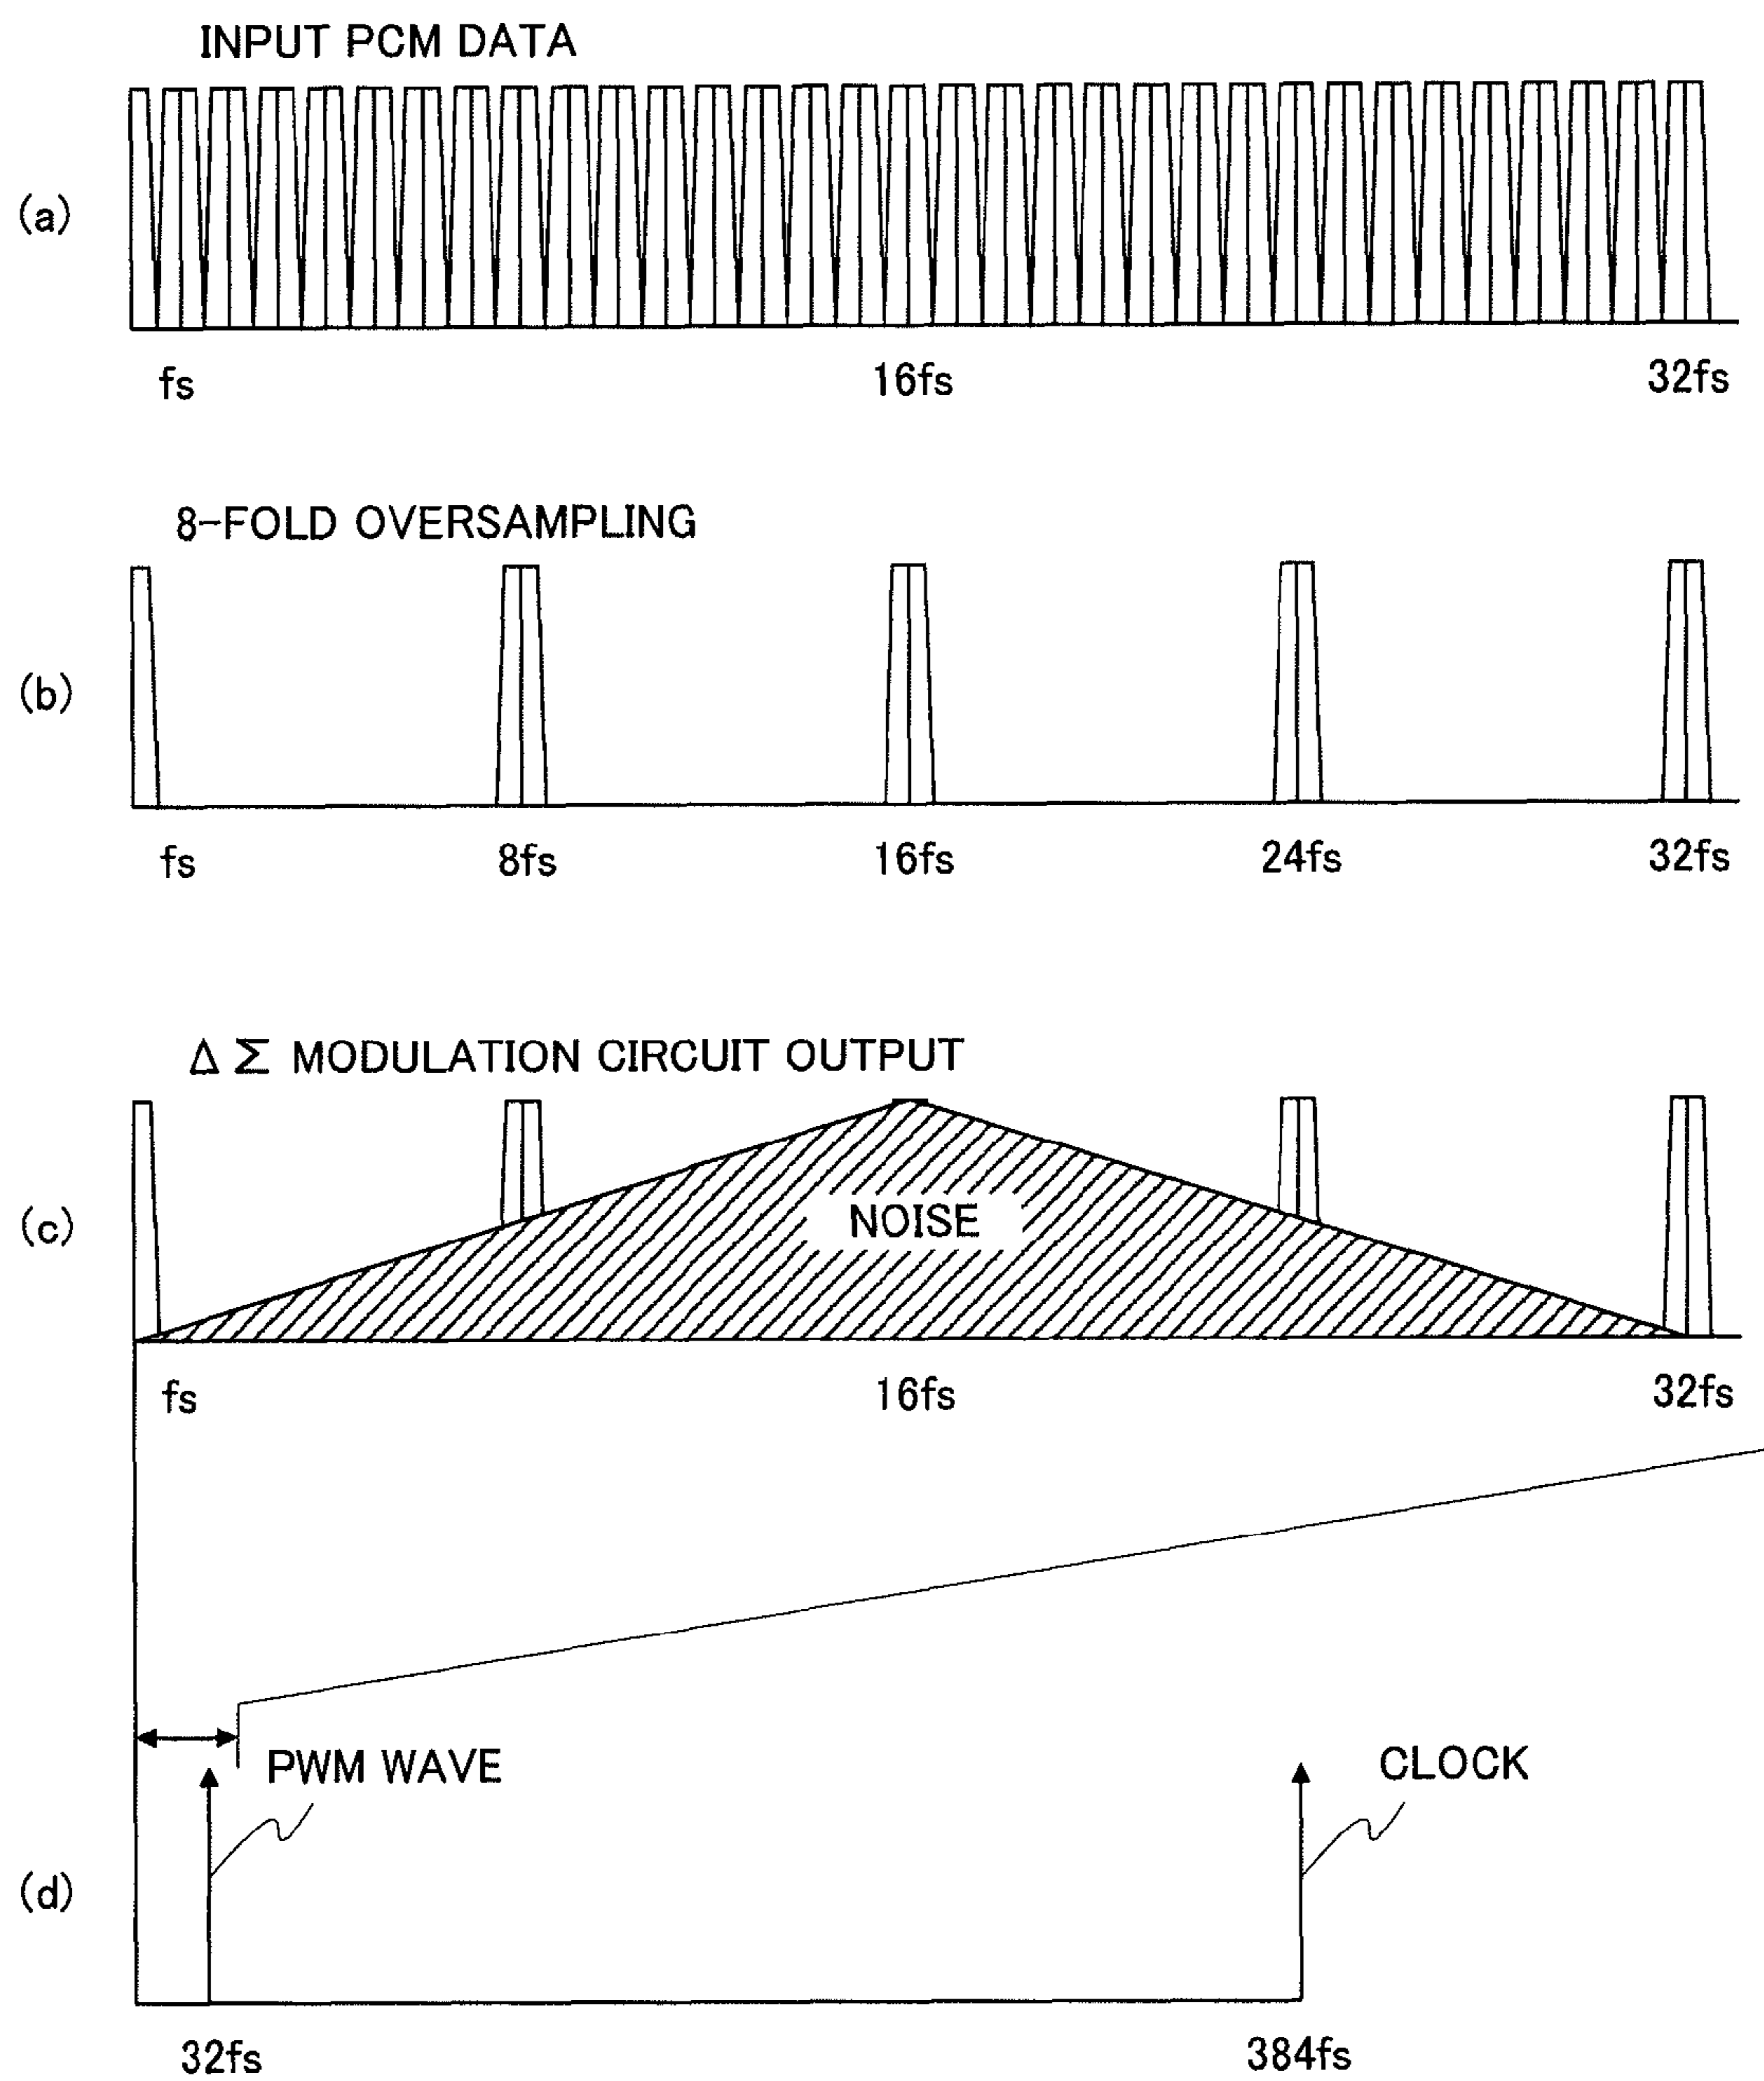 INPUT PCM DATA
(a)
fs 16fs 32fs
8-FOLD OVERSAMPLING
(b)
fs 8fs 16fs 24fs 32fs
Δ Σ MODULATION CIRCUIT OUTPUT
(c)
NOISE
fs 16fs 32fs
PWM WAVE CLOCK
(d)
32fs 384fs